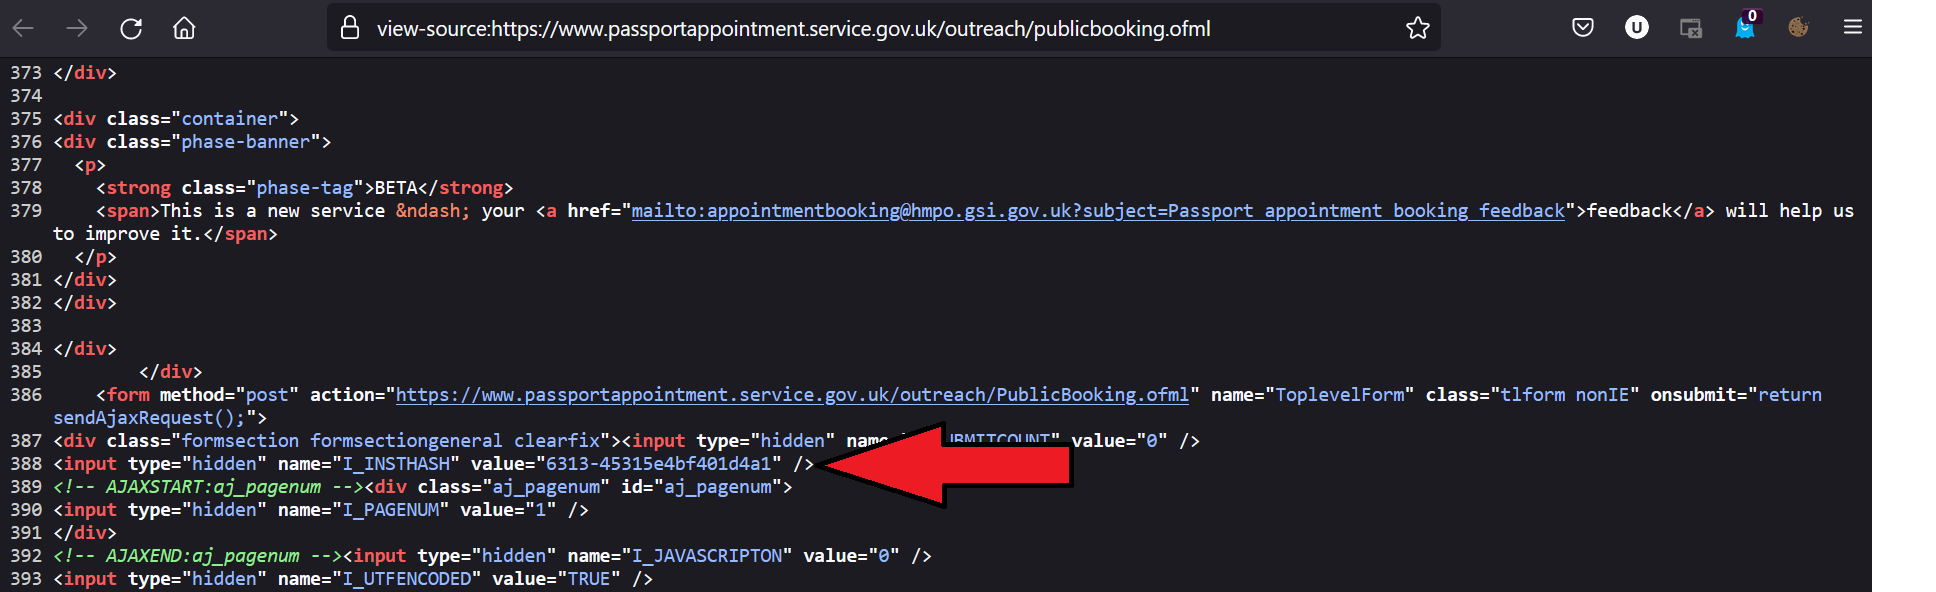 view-source:https://www.passportappointment.service.gov.uk/outreach/publicbooking.ofml
U
0
373 </div>
374
375 <div class="container">
376 <div class="phase-banner">
377   <p>
378     <strong class="phase-tag">BETA</strong>
379     <span>This is a new service &ndash; your <a href="mailto:appointmentbooking@hmpo.gsi.gov.uk?subject=Passport appointment booking feedback">feedback</a> will help us
to improve it.</span>
380   </p>
381 </div>
382 </div>
383
384 </div>
385         </div>
386     <form method="post" action="https://www.passportappointment.service.gov.uk/outreach/PublicBooking.ofml" name="ToplevelForm" class="tlform nonIE" onsubmit="return
sendAjaxRequest();">
387 <div class="formsection formsectiongeneral clearfix"><input type="hidden" value="0" />
388 <input type="hidden" name="I_INSTHASH" value="6313-45315e4bf401d4a1" />
389 <!-- AJAXSTART:aj_pagenum --><div class="aj_pagenum" id="aj_pagenum">
390 <input type="hidden" name="I_PAGENUM" value="1" />
391 </div>
392 <!-- AJAXEND:aj_pagenum --><input type="hidden" name="I_JAVASCRIPTON" value="0" />
393 <input type="hidden" name="I_UTFENCODED" value="TRUE" />